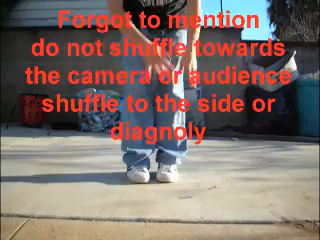 Forgot to mention
do not shuffle towards
the camera or audience
shuffle to the side or
diagnoly